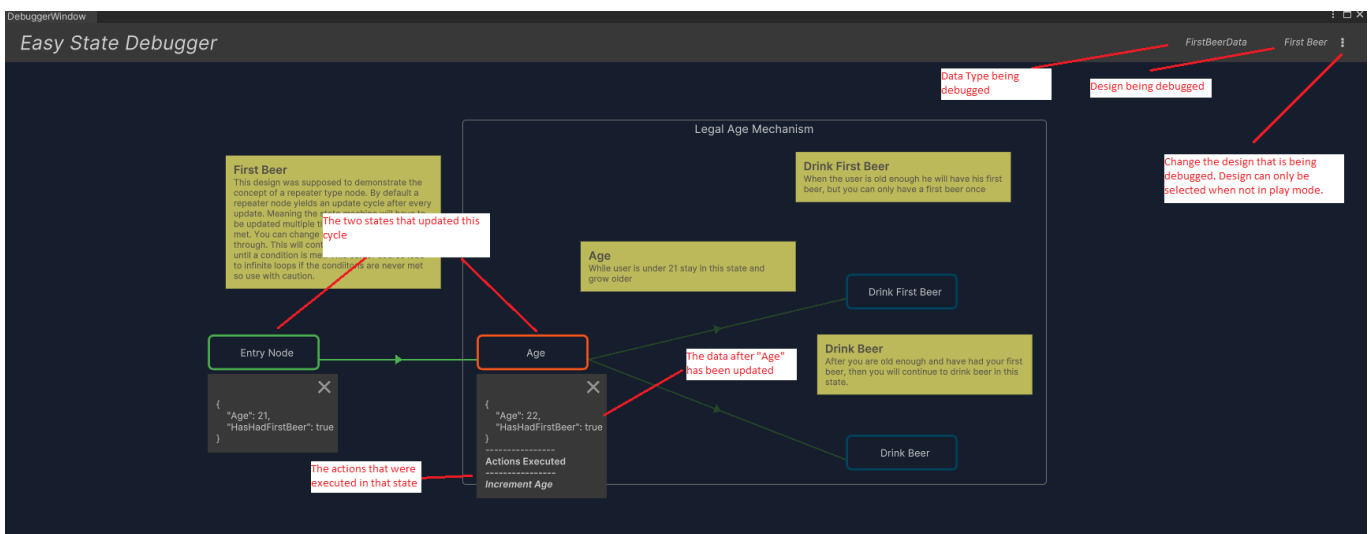 DebuggerWindow
Easy State Debugger
FirstBeerData
First Beer
Data Type being
debugged
Design being debugged
Change the design that is being
debugged. Design can only be
selected when not in play mode.
Legal Age Mechanism
First Beer
This design was supposed to demonstrate the
concept of a repeater type node. By default a
repeater node yields an update cycle after every
update. Meaning the state machine will have to
be updated multiple ti
met. You can change
through. This will cont
until a condition is me
to infinite loops if the condiitons are never met
so use with caution.
The two states that updated this
cycle
Drink First Beer
When the user is old enough he will have his first
beer, but you can only have a first beer once
Age
While user is under 21 stay in this state and
grow older
Drink First Beer
Entry Node
Age
The data after "Age"
has been updated
Drink Beer
After you are old enough and have had your first
beer, then you will continue to drink beer in this
state.
{
"Age": 21,
"HasHadFirstBeer": true
}
{
"Age": 22,
"HasHadFirstBeer": true
}
----------------
Actions Executed
----------------
Increment Age
The actions that were
executed in that state
Drink Beer